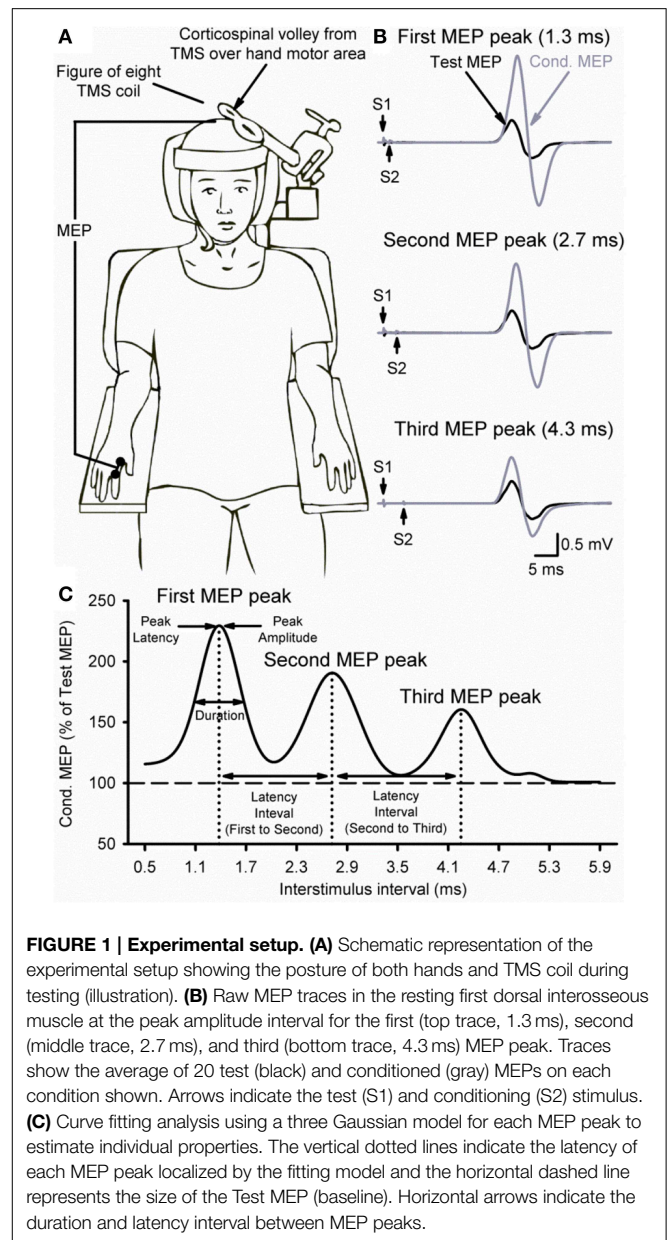 A
Corticospinal volley from
TMS over hand motor area
Figure of eight
TMS coil
MEP
B
First MEP peak (1.3 ms)
Test MEP
Cond. MEP
S1
S2
Second MEP peak (2.7 ms)
S1
S2
Third MEP peak (4.3 ms)
S1
S2
0.5 mV
5 ms
C
First MEP peak
Peak
Latency
Peak
Amplitude
Second MEP peak
Third MEP peak
Duration
Latency
Inteval
(First to Second)
Latency
Interval
(Second to Third)
Cond. MEP (% of Test MEP)
250
200
150
100
50
0.5 1.1 1.7 2.3 2.9 3.5 4.1 4.7 5.3 5.9
Interstimulus interval (ms)
FIGURE 1 | Experimental setup. (A) Schematic representation of the
experimental setup showing the posture of both hands and TMS coil during
testing (illustration). (B) Raw MEP traces in the resting first dorsal interosseous
muscle at the peak amplitude interval for the first (top trace, 1.3 ms), second
(middle trace, 2.7 ms), and third (bottom trace, 4.3 ms) MEP peak. Traces
show the average of 20 test (black) and conditioned (gray) MEPs on each
condition shown. Arrows indicate the test (S1) and conditioning (S2) stimulus.
(C) Curve fitting analysis using a three Gaussian model for each MEP peak to
estimate individual properties. The vertical dotted lines indicate the latency of
each MEP peak localized by the fitting model and the horizontal dashed line
represents the size of the Test MEP (baseline). Horizontal arrows indicate the
duration and latency interval between MEP peaks.